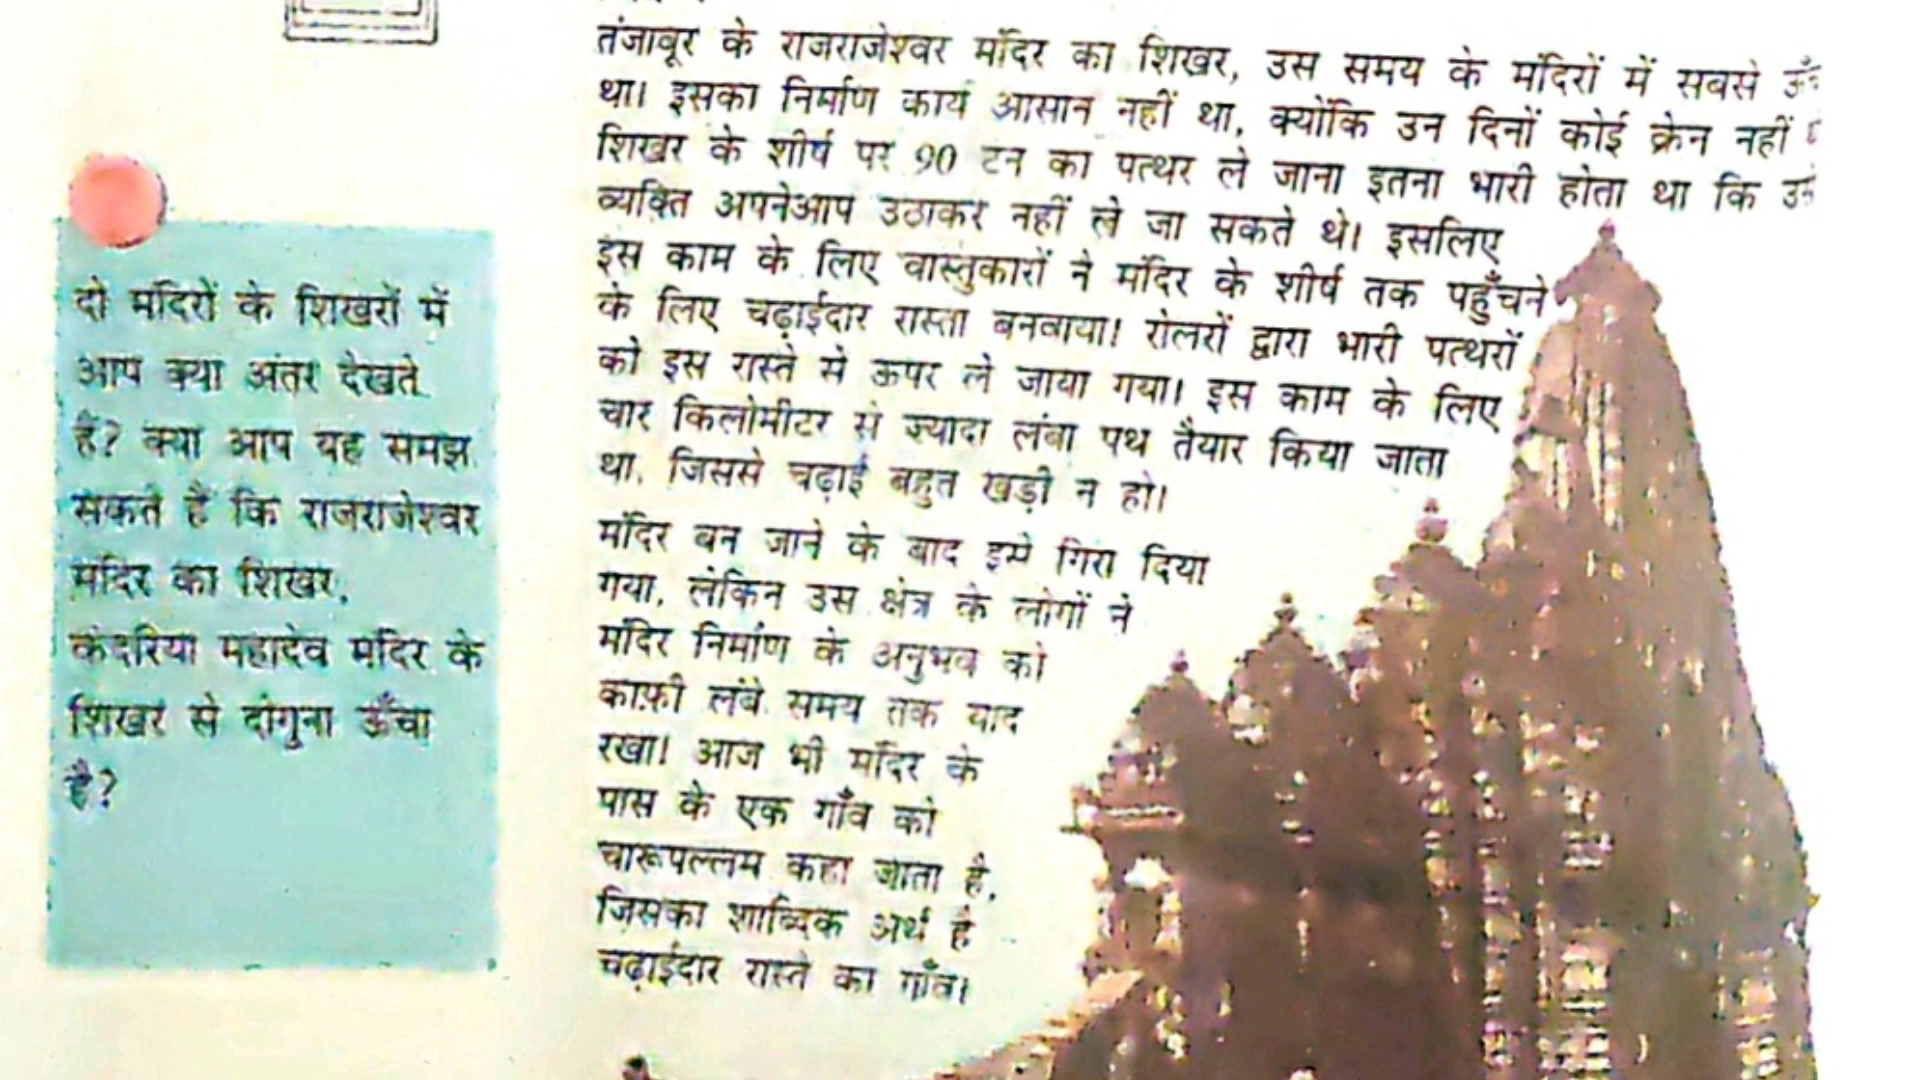 दो मंदिरों के शिखरों में
आप क्या अंतर देखते
हैं? क्या आप यह समझ
सकते हैं कि राजराजेश्वर
मंदिर का शिखर,
कंदरिया महादेव मंदिर के
शिखर से दोगुना ऊँचा
है?
तंजावूर के राजराजेश्वर मंदिर का शिखर, उस समय के मंदिरों में सबसे
था। इसका निर्माण कार्य आसान नहीं था, क्योंकि उन दिनों कोई क्रेन नहीं
शिखर के शीर्ष पर 90 टन का पत्थर ले जाना इतना भारी होता था कि
व्यक्ति अपनेआप उठाकर नहीं ले जा सकते थे। इसलिए
इस काम के लिए वास्तुकारों ने मंदिर के शीर्ष तक पहुँचने
के लिए चढ़ाईदार रास्ता बनवाया। रोलरों द्वारा भारी पत्थरों
को इस रास्ते से ऊपर ले जाया गया। इस काम के लिए
चार किलोमीटर से ज्यादा लंबा पथ तैयार किया जाता
था, जिससे चढ़ाई बहुत खड़ी न हो।
मंदिर बन जाने के बाद इसे गिरा दिया
गया, लेकिन उस क्षेत्र के लोगों ने
मंदिर निर्माण के अनुभव को
काफ़ी लंबे समय तक याद
रखा। आज भी मंदिर के
पास के एक गाँव को
चारूपल्लम कहा जाता है,
जिसका शाब्दिक अर्थ है
चढ़ाईदार रास्ते का गाँव।